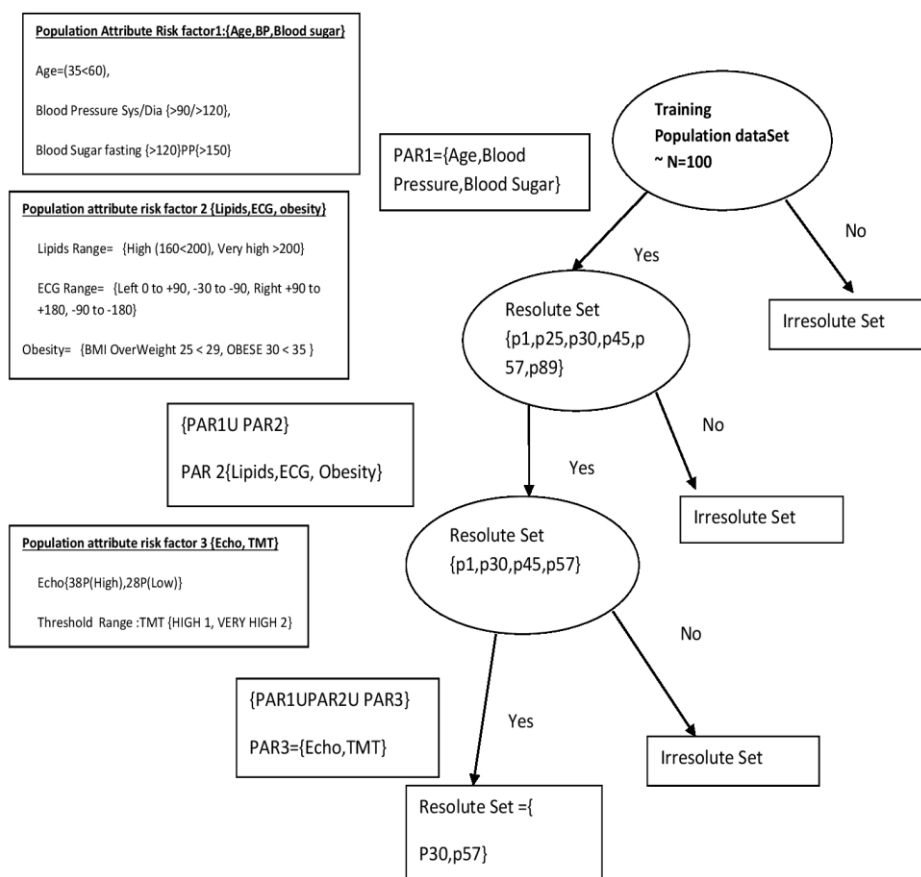 Population Attribute Risk factor1:{Age,BP,Blood sugar}
Age=(35<60),
Blood Pressure Sys/Dia {>90/>120},
Blood Sugar fasting {>120}PP{>150}
Training
Population dataSet
~ N=100
PAR1={Age,Blood
Pressure,Blood Sugar}
Population attribute risk factor 2 {Lipids,ECG, obesity}
Lipids Range= {High (160<200), Very high >200}
ECG Range= {Left 0 to +90, -30 to -90, Right +90 to
+180, -90 to -180}
Obesity= {BMI OverWeight 25 < 29, OBESE 30 < 35 }
Yes
No
Resolute Set
{p1,p25,p30,p45,p
57,p89}
Irresolute Set
{PAR1U PAR2}
PAR 2{Lipids,ECG, Obesity}
Yes
No
Resolute Set
{p1,p30,p45,p57}
Irresolute Set
Population attribute risk factor 3 {Echo, TMT}
Echo{38P(High),28P(Low)}
Threshold Range :TMT {HIGH 1, VERY HIGH 2}
{PAR1UPAR2U PAR3}
PAR3={Echo,TMT}
Yes
No
Irresolute Set
Resolute Set ={
P30,p57}